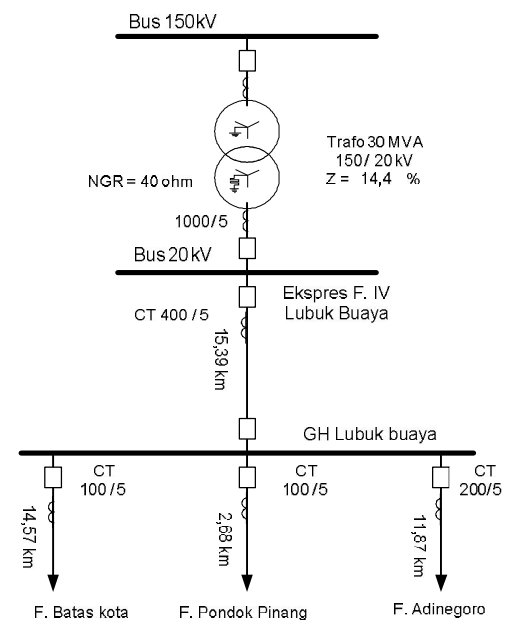 Bus 150kV
Trafo 30 MVA
150 / 20 kV
Z = 14,4 %
NGR = 40 ohm
1000/5
Bus 20 kV
Ekspres F. IV
Lubuk Buaya
CT 400 / 5
15,39 km
GH Lubuk buaya
CT
100/5
CT
100/5
CT
200/5
14,57 km
2,68 km
11,87 km
F. Batas kota
F. Pondok Pinang
F. Adinegoro